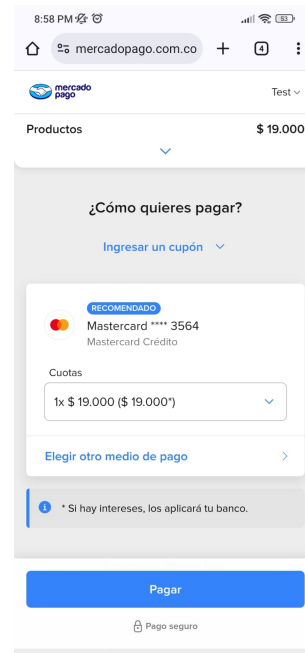 8:58 PM
53
mercadopago.com.co
4
mercado
pago
Test
Productos
$ 19.000
¿Cómo quieres pagar?
Ingresar un cupón
RECOMENDADO
Mastercard **** 3564
Mastercard Crédito
Cuotas
1x $ 19.000 ($ 19.000*)
Elegir otro medio de pago
* Si hay intereses, los aplicará tu banco.
Pagar
Pago seguro